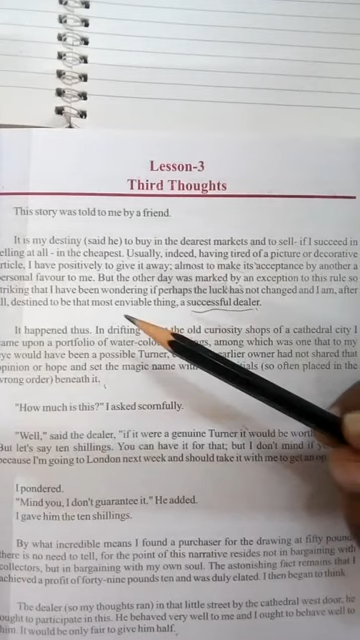 Lesson-3
Third Thoughts
This story was told to me by a friend.
It is my destiny (said he) to buy in the dearest markets and to sell- if I succeed in
elling at all - in the cheapest. Usually, indeed, having tired of a picture or decorative
rticle, I have positively to give it away; almost to make its acceptance by another a
ersonal favour to me. But the other day was marked by an exception to this rule so
triking that I have been wondering if perhaps the luck has not changed and I am, after
ll, destined to be that most enviable thing, a successful dealer.
It happened thus. In drifting the old curiosity shops of a cathedral city I
ame upon a portfolio of water-colo ngs, among which was one that to my
ye would have been a possible Turner, arlier owner had not shared that
opinion or hope and set the magic name with als (so often placed in the
wrong order) beneath it.
"How much is this?" I asked scornfully.
"Well," said the dealer, "if it were a genuine Turner it would be wort
But let's say ten shillings. You can have it for that; but I don't mind if y
because I'm going to London next week and should take it with me to get an op
I pondered.
"Mind you, I don't guarantee it." He added.
I gave him the ten shillings.
By what incredible means I found a purchaser for the drawing at fifty pound
there is no need to tell, for the point of this narrative resides not in bargaining with
collectors, but in bargaining with my own soul. The astonishing fact remains that I
achieved a profit of forty-nine pounds ten and was duly elated. I then began to think.
The dealer (so my thoughts ran) in that little street by the cathedral west door, he
ought to participate in this. He behaved very well to me and I ought to behave well to
him. It would be only fair to give him half.